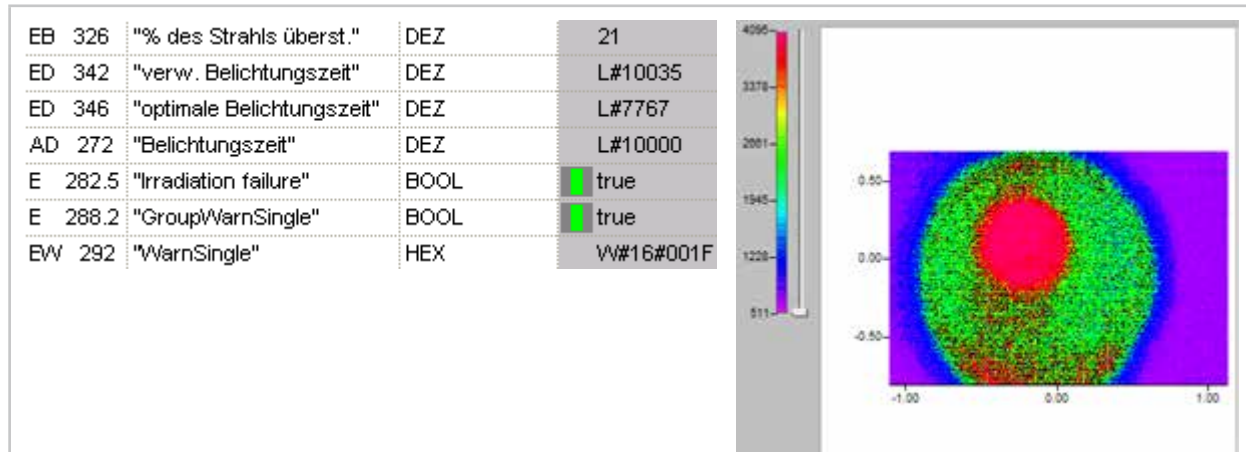 EB 326 "% des Strahls überst." DEZ 21
ED 342 "verw. Belichtungszeit" DEZ L#10035
ED 346 "optimale Belichtungszeit" DEZ L#7767
AD 272 "Belichtungszeit" DEZ L#10000
E 282.5 "Irradiation failure" BOOL true
E 288.2 "GroupWarnSingle" BOOL true
EW 292 "WarnSingle" HEX W#16#001F
4095
3378
2661
1945
1228
511
0.50
0.00
-0.50
-1.00 0.00 1.00